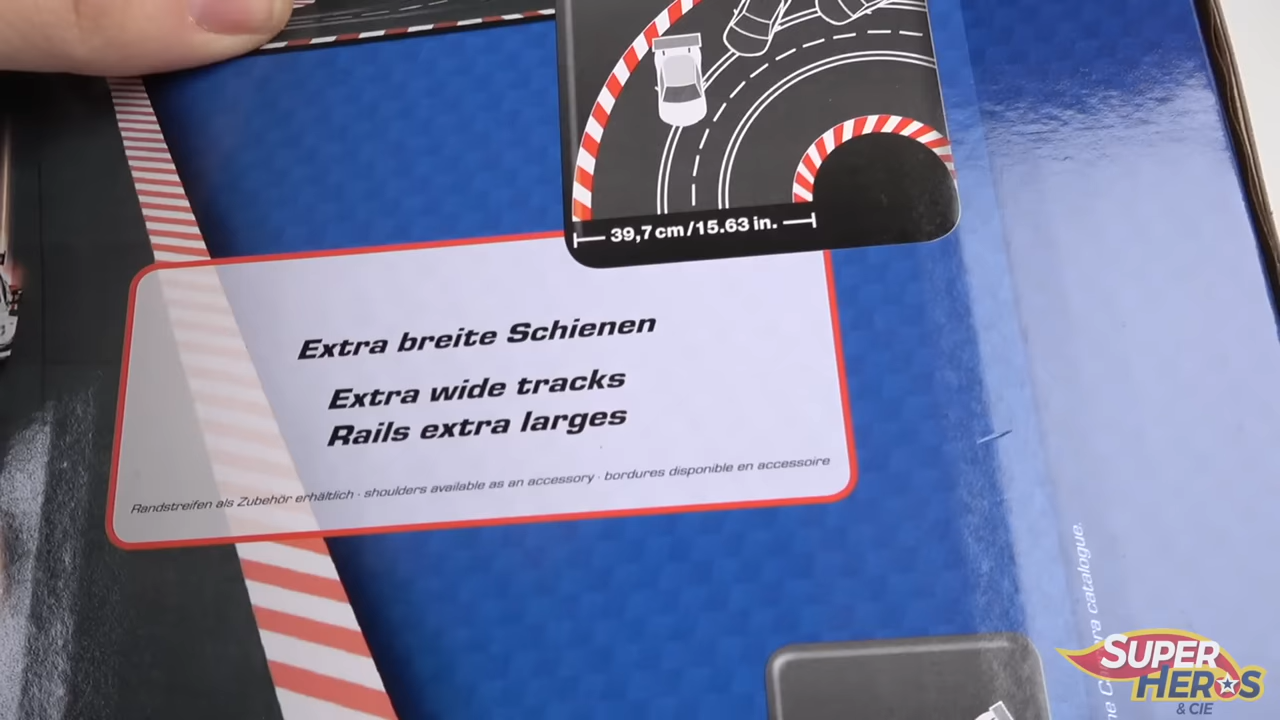 39,7 cm/15.63 in.
Extra breite Schienen
Extra wide tracks
Rails extra larges
Randstreifen als Zubehör erhältlich · shoulders available as an accessory · bordures disponible en accessoire
catalogue.
SUPER
HEROS
& CIE